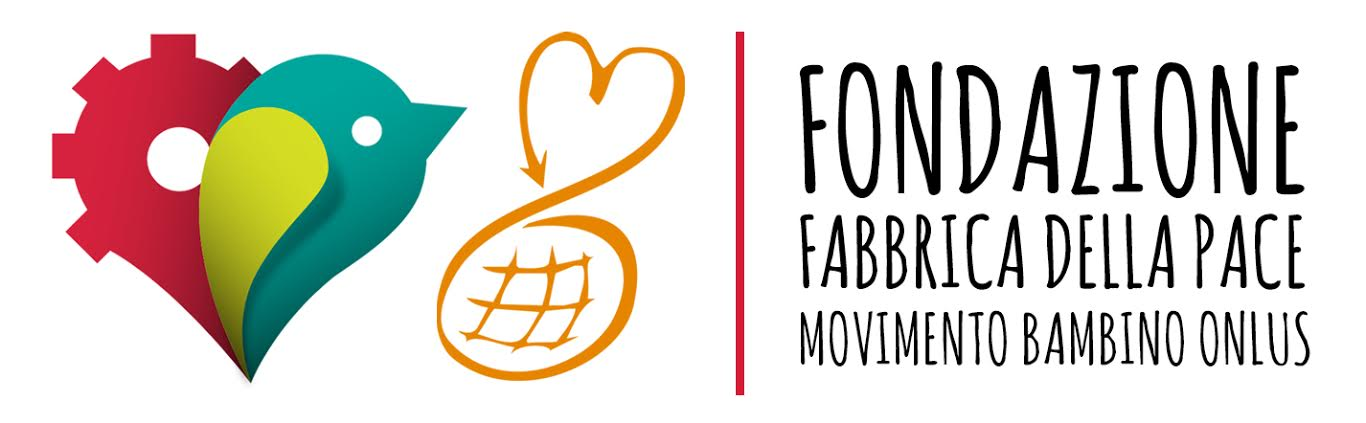 FONDAZIONE
FABBRICA DELLA PACE
MOVIMENTO BAMBINO ONLUS